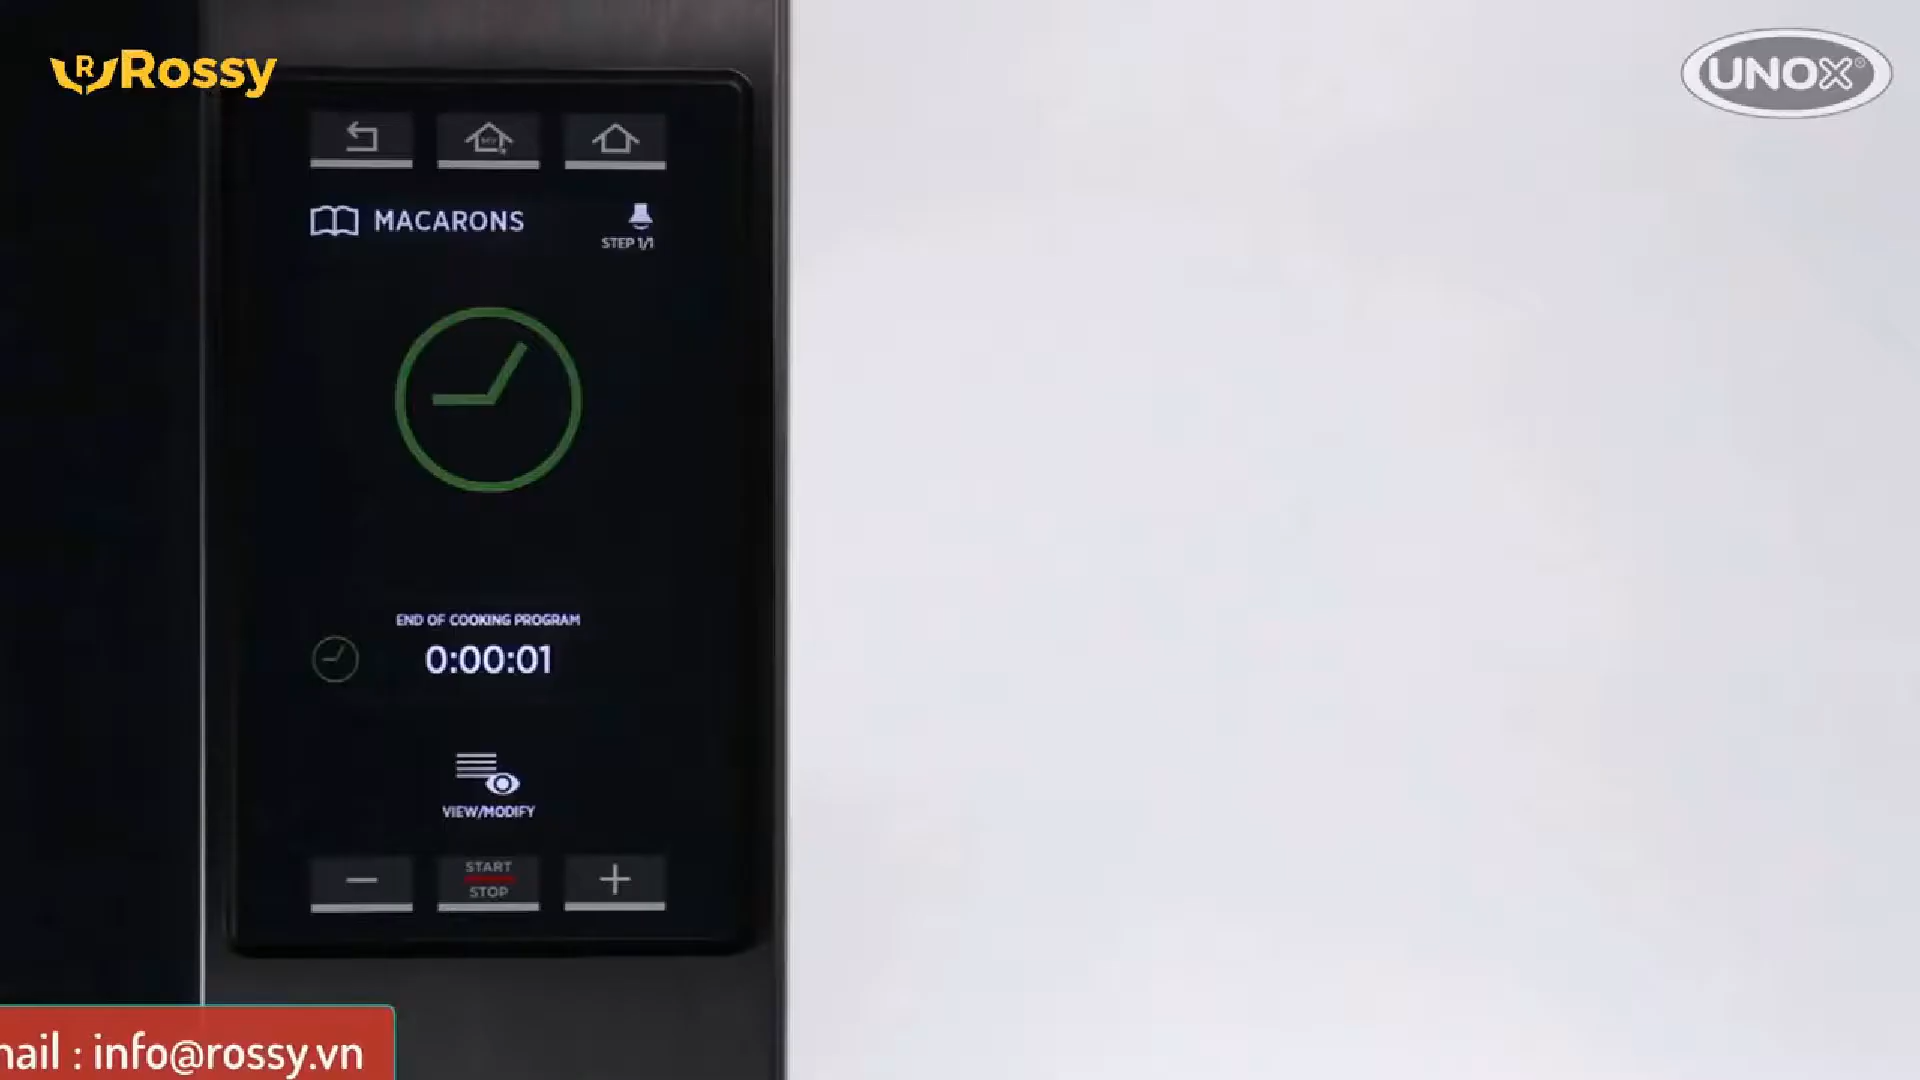 Rossy
UNOX
MACARONS
STEP 1/1
END OF COOKING PROGRAM
0:00:01
VIEW/MODIFY
START
STOP
: info@rossy.vn